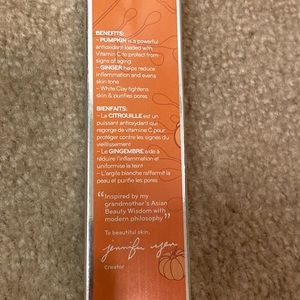 BENEFITS:
- PUMPKIN is a powerful
antioxidant loaded with
Vitamin C to protect from
signs of aging
- GINGER helps reduce
inflammation and evens
skin tone
- White Clay tightens
skin & purifies pores
BIENFAITS:
- La CITROUILLE est un
puissant antioxydant qui
regorge de vitamine C pour
protéger contre les signes du
vieillissement
- Le GINGEMBRE aide à
réduire l'inflammation et
uniformise le teint
- L'argile blanche raffermit la
peau et purifie les pores
"Inspired by my
grandmother's Asian
Beauty Wisdom with
modern philosophy"
To beautiful skin,
jennifer yen
Creator